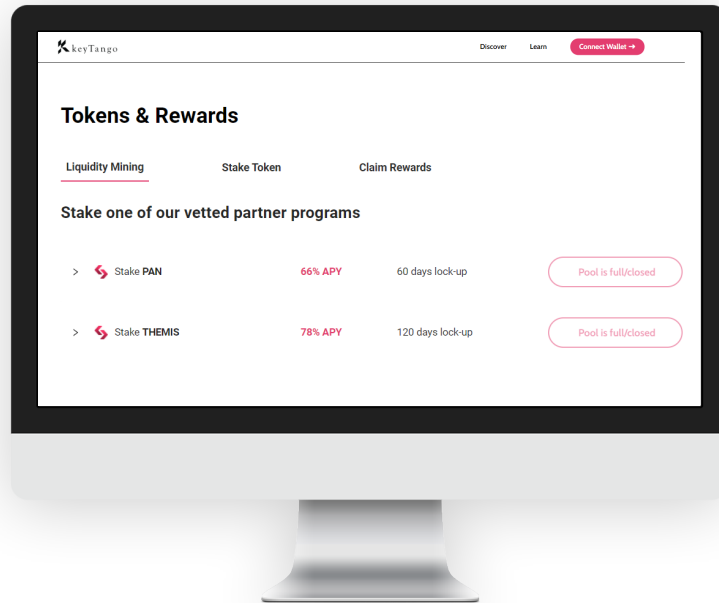 keyTango
Discover Learn Connect Wallet →
Tokens & Rewards
Liquidity Mining Stake Token Claim Rewards
Stake one of our vetted partner programs
> Stake PAN 66% APY 60 days lock-up Pool is full/closed
> Stake THEMIS 78% APY 120 days lock-up Pool is full/closed